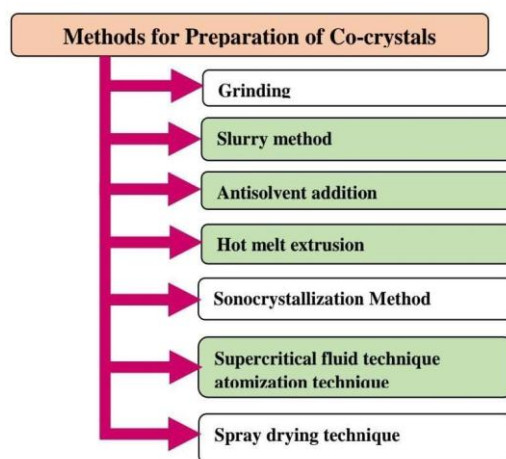 Methods for Preparation of Co-crystals
Grinding
Slurry method
Antisolvent addition
Hot melt extrusion
Sonocrystallization Method
Supercritical fluid technique
atomization technique
Spray drying technique